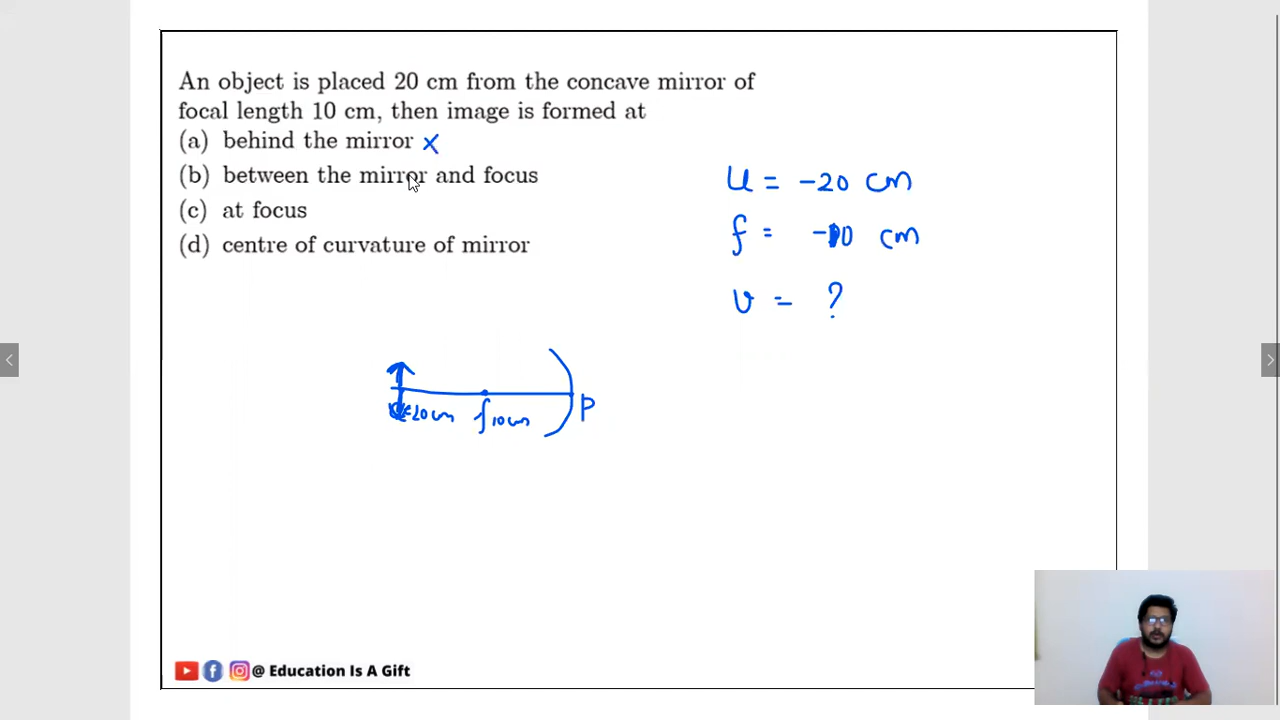 An object is placed 20 cm from the concave mirror of
focal length 10 cm, then image is formed at
(a) behind the mirror x
(b) between the mirror and focus
(c) at focus
(d) centre of curvature of mirror
u = -20 cm
f = -10 cm
v = ?
20cm f 10cm P
@ Education Is A Gift